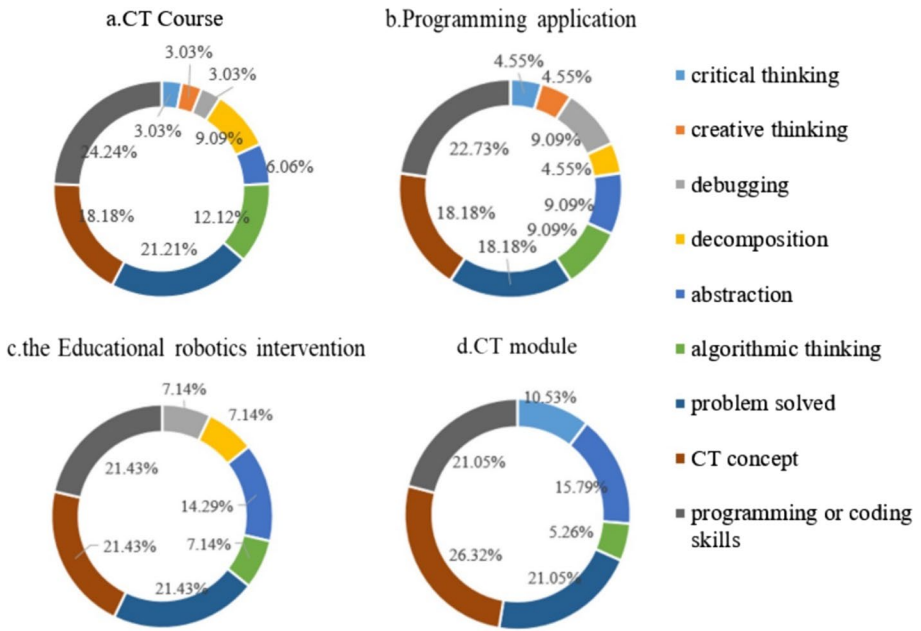 a.CT Course
3.03%
3.03%
3.03%
9.09%
6.06%
12.12%
21.21%
18.18%
24.24%
b.Programming application
4.55%
4.55%
9.09%
4.55%
9.09%
9.09%
18.18%
18.18%
22.73%
critical thinking
creative thinking
debugging
decomposition
abstraction
algorithmic thinking
problem solved
CT concept
programming or coding
skills
c.the Educational robotics intervention
7.14%
7.14%
14.29%
7.14%
21.43%
21.43%
21.43%
d.CT module
10.53%
15.79%
5.26%
21.05%
26.32%
21.05%